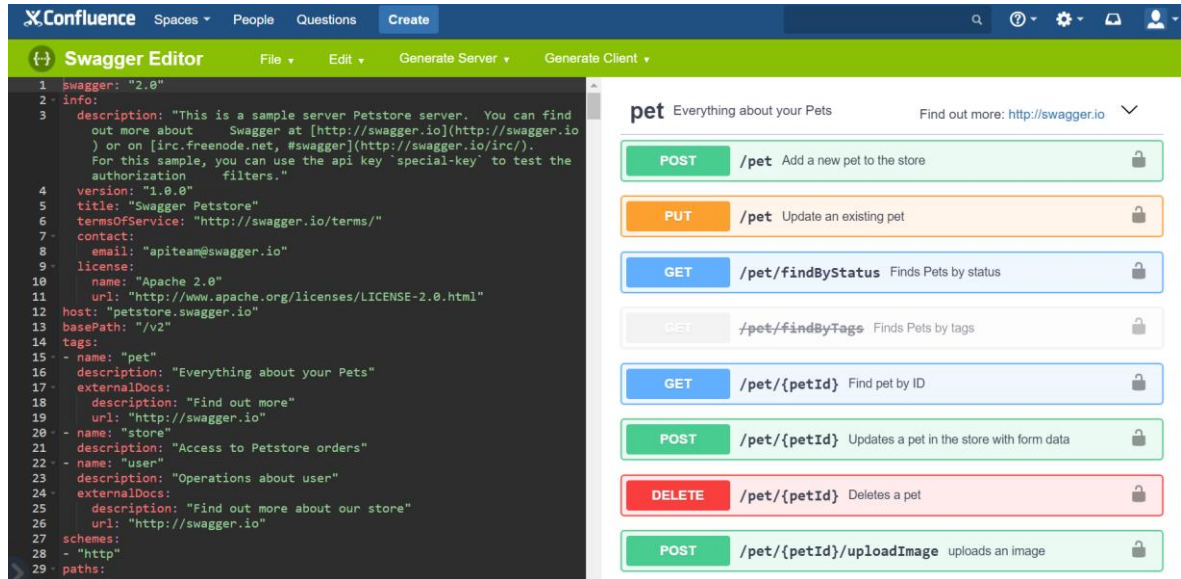 Confluence Spaces People Questions Create
{-} Swagger Editor File Edit Generate Server Generate Client
1 swagger: "2.0"
2 info:
3 description: "This is a sample server Petstore server. You can find
out more about Swagger at [http://swagger.io](http://swagger.io
) or on [irc.freenode.net, #swagger](http://swagger.io/irc/).
For this sample, you can use the api key `special-key` to test the
authorization filters."
4 version: "1.0.0"
5 title: "Swagger Petstore"
6 termsOfService: "http://swagger.io/terms/"
7 contact:
8 email: "apiteam@swagger.io"
9 license:
10 name: "Apache 2.0"
11 url: "http://www.apache.org/licenses/LICENSE-2.0.html"
12 host: "petstore.swagger.io"
13 basePath: "/v2"
14 tags:
15 - name: "pet"
16 description: "Everything about your Pets"
17 externalDocs:
18 description: "Find out more"
19 url: "http://swagger.io"
20 - name: "store"
21 description: "Access to Petstore orders"
22 - name: "user"
23 description: "Operations about user"
24 externalDocs:
25 description: "Find out more about our store"
26 url: "http://swagger.io"
27 schemes:
28 - "http"
29 paths:
pet Everything about your Pets Find out more: http://swagger.io
POST /pet Add a new pet to the store
PUT /pet Update an existing pet
GET /pet/findByStatus Finds Pets by status
GET /pet/findByTags Finds Pets by tags
GET /pet/{petId} Find pet by ID
POST /pet/{petId} Updates a pet in the store with form data
DELETE /pet/{petId} Deletes a pet
POST /pet/{petId}/uploadImage uploads an image